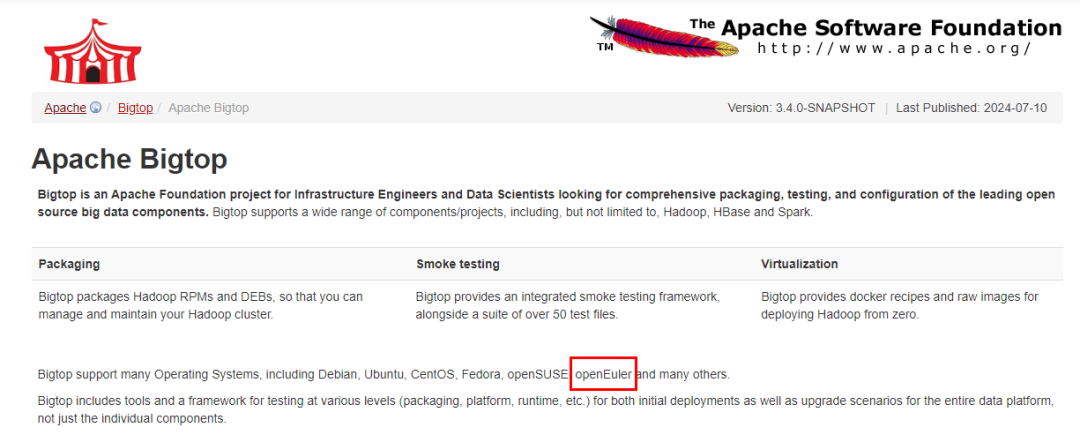 The Apache Software Foundation
TM
http://www.apache.org/
Apache / Bigtop / Apache Bigtop
Version: 3.4.0-SNAPSHOT | Last Published: 2024-07-10
Apache Bigtop
Bigtop is an Apache Foundation project for Infrastructure Engineers and Data Scientists looking for comprehensive packaging, testing, and configuration of the leading open
source big data components. Bigtop supports a wide range of components/projects, including, but not limited to, Hadoop, HBase and Spark.
Packaging
Smoke testing
Virtualization
Bigtop packages Hadoop RPMs and DEBs, so that you can
manage and maintain your Hadoop cluster.
Bigtop provides an integrated smoke testing framework,
alongside a suite of over 50 test files.
Bigtop provides docker recipes and raw images for
deploying Hadoop from zero.
Bigtop support many Operating Systems, including Debian, Ubuntu, CentOS, Fedora, openSUSE openEuler and many others.
Bigtop includes tools and a framework for testing at various levels (packaging, platform, runtime, etc.) for both initial deployments as well as upgrade scenarios for the entire data platform,
not just the individual components.